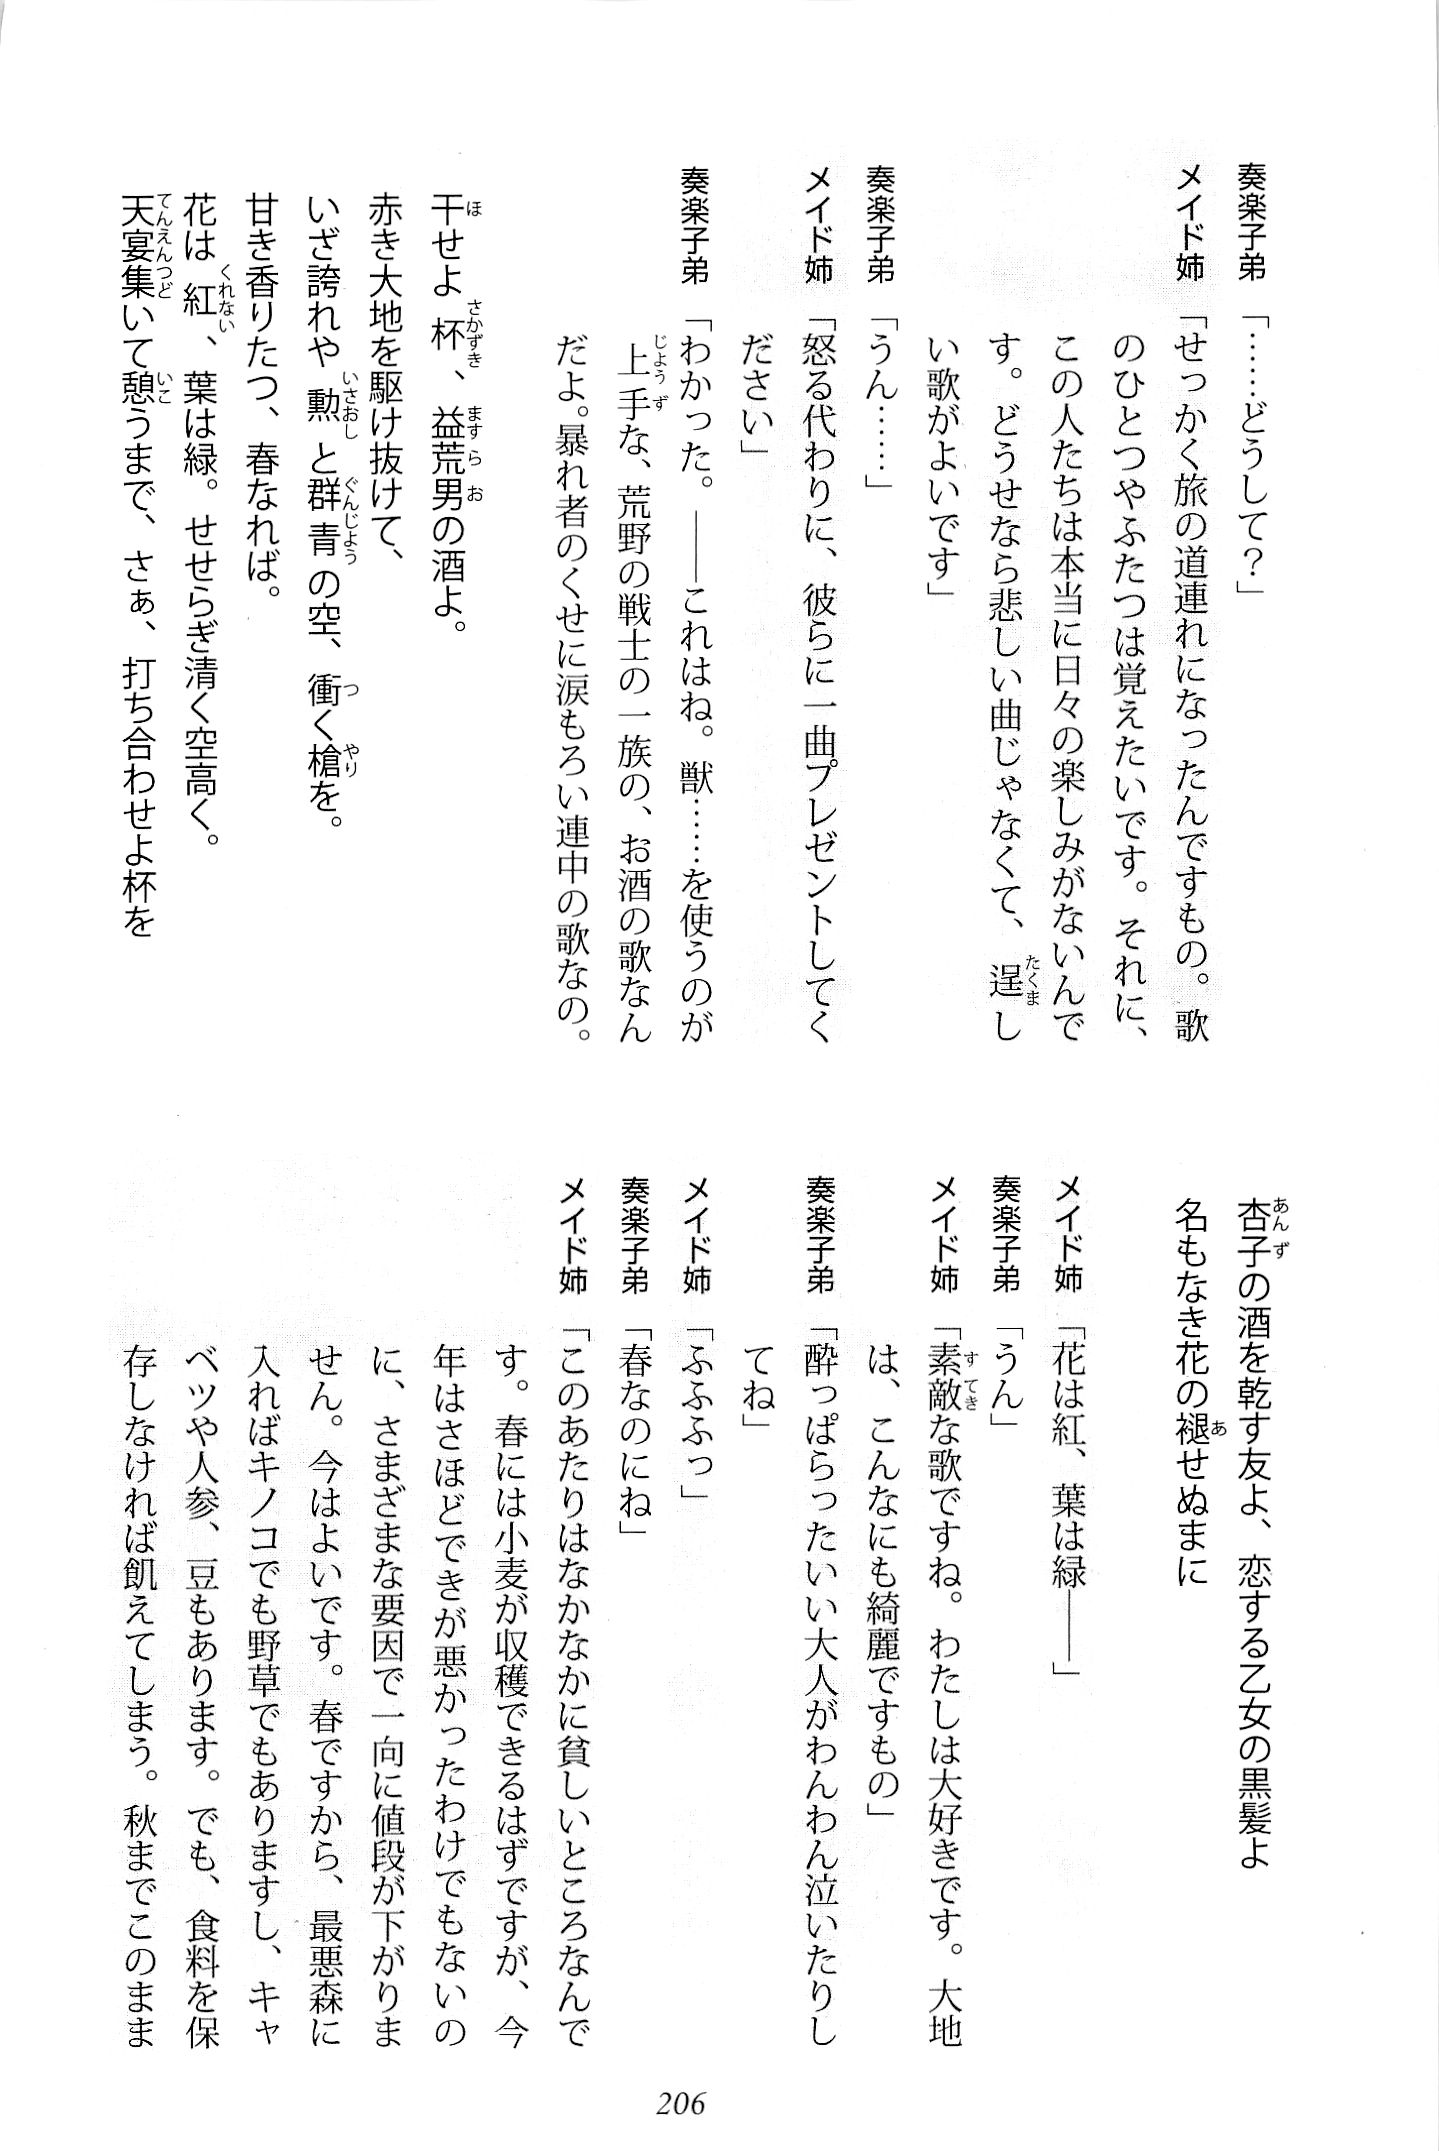 奏楽子弟「……どうして？」
メイド姉「せっかく旅の道連れになったんですもの。歌
のひとつやふたつは覚えたいです。それに、
この人たちは本当に日々の楽しみがないんで
す。どうせなら悲しい曲じゃなくて、逞し
い歌がよいです」
奏楽子弟「うん……」
メイド姉「怒る代わりに、彼らに一曲プレゼントしてく
ださい」
奏楽子弟「わかった。――これはね。獣……を使うのが
上手な、荒野の戦士の一族の、お酒の歌なん
だよ。暴れ者のくせに涙もろい連中の歌なの。
干せよ杯、益荒男の酒よ。
赤き大地を駆け抜けて、
いざ誇れや勲と群青の空、衝く槍を。
甘き香りたつ、春なれば。
花は紅、葉は緑。せせらぎ清く空高く。
天宴集いて憩うまで、さぁ、打ち合わせよ杯を
杏子の酒を乾す友よ、恋する乙女の黒髪よ
名もなき花の褪せぬまに
メイド姉「花は紅、葉は緑――」
奏楽子弟「うん」
メイド姉「素敵な歌ですね。わたしは大好きです。大地
は、こんなにも綺麗ですもの」
奏楽子弟「酔っぱらったいい大人がわんわん泣いたりし
てね」
メイド姉「ふふふっ」
奏楽子弟「春なのにね」
メイド姉「このあたりはなかなかに貧しいところなんで
す。春には小麦が収穫できるはずですが、今
年はさほどできが悪かったわけでもないの
に、さまざまな要因で一向に値段が下がりま
せん。今はよいです。春ですから、最悪森に
入ればキノコでも野草でもありますし、キャ
ベツや人参、豆もあります。でも、食料を保
存しなければ飢えてしまう。秋までこのまま
206